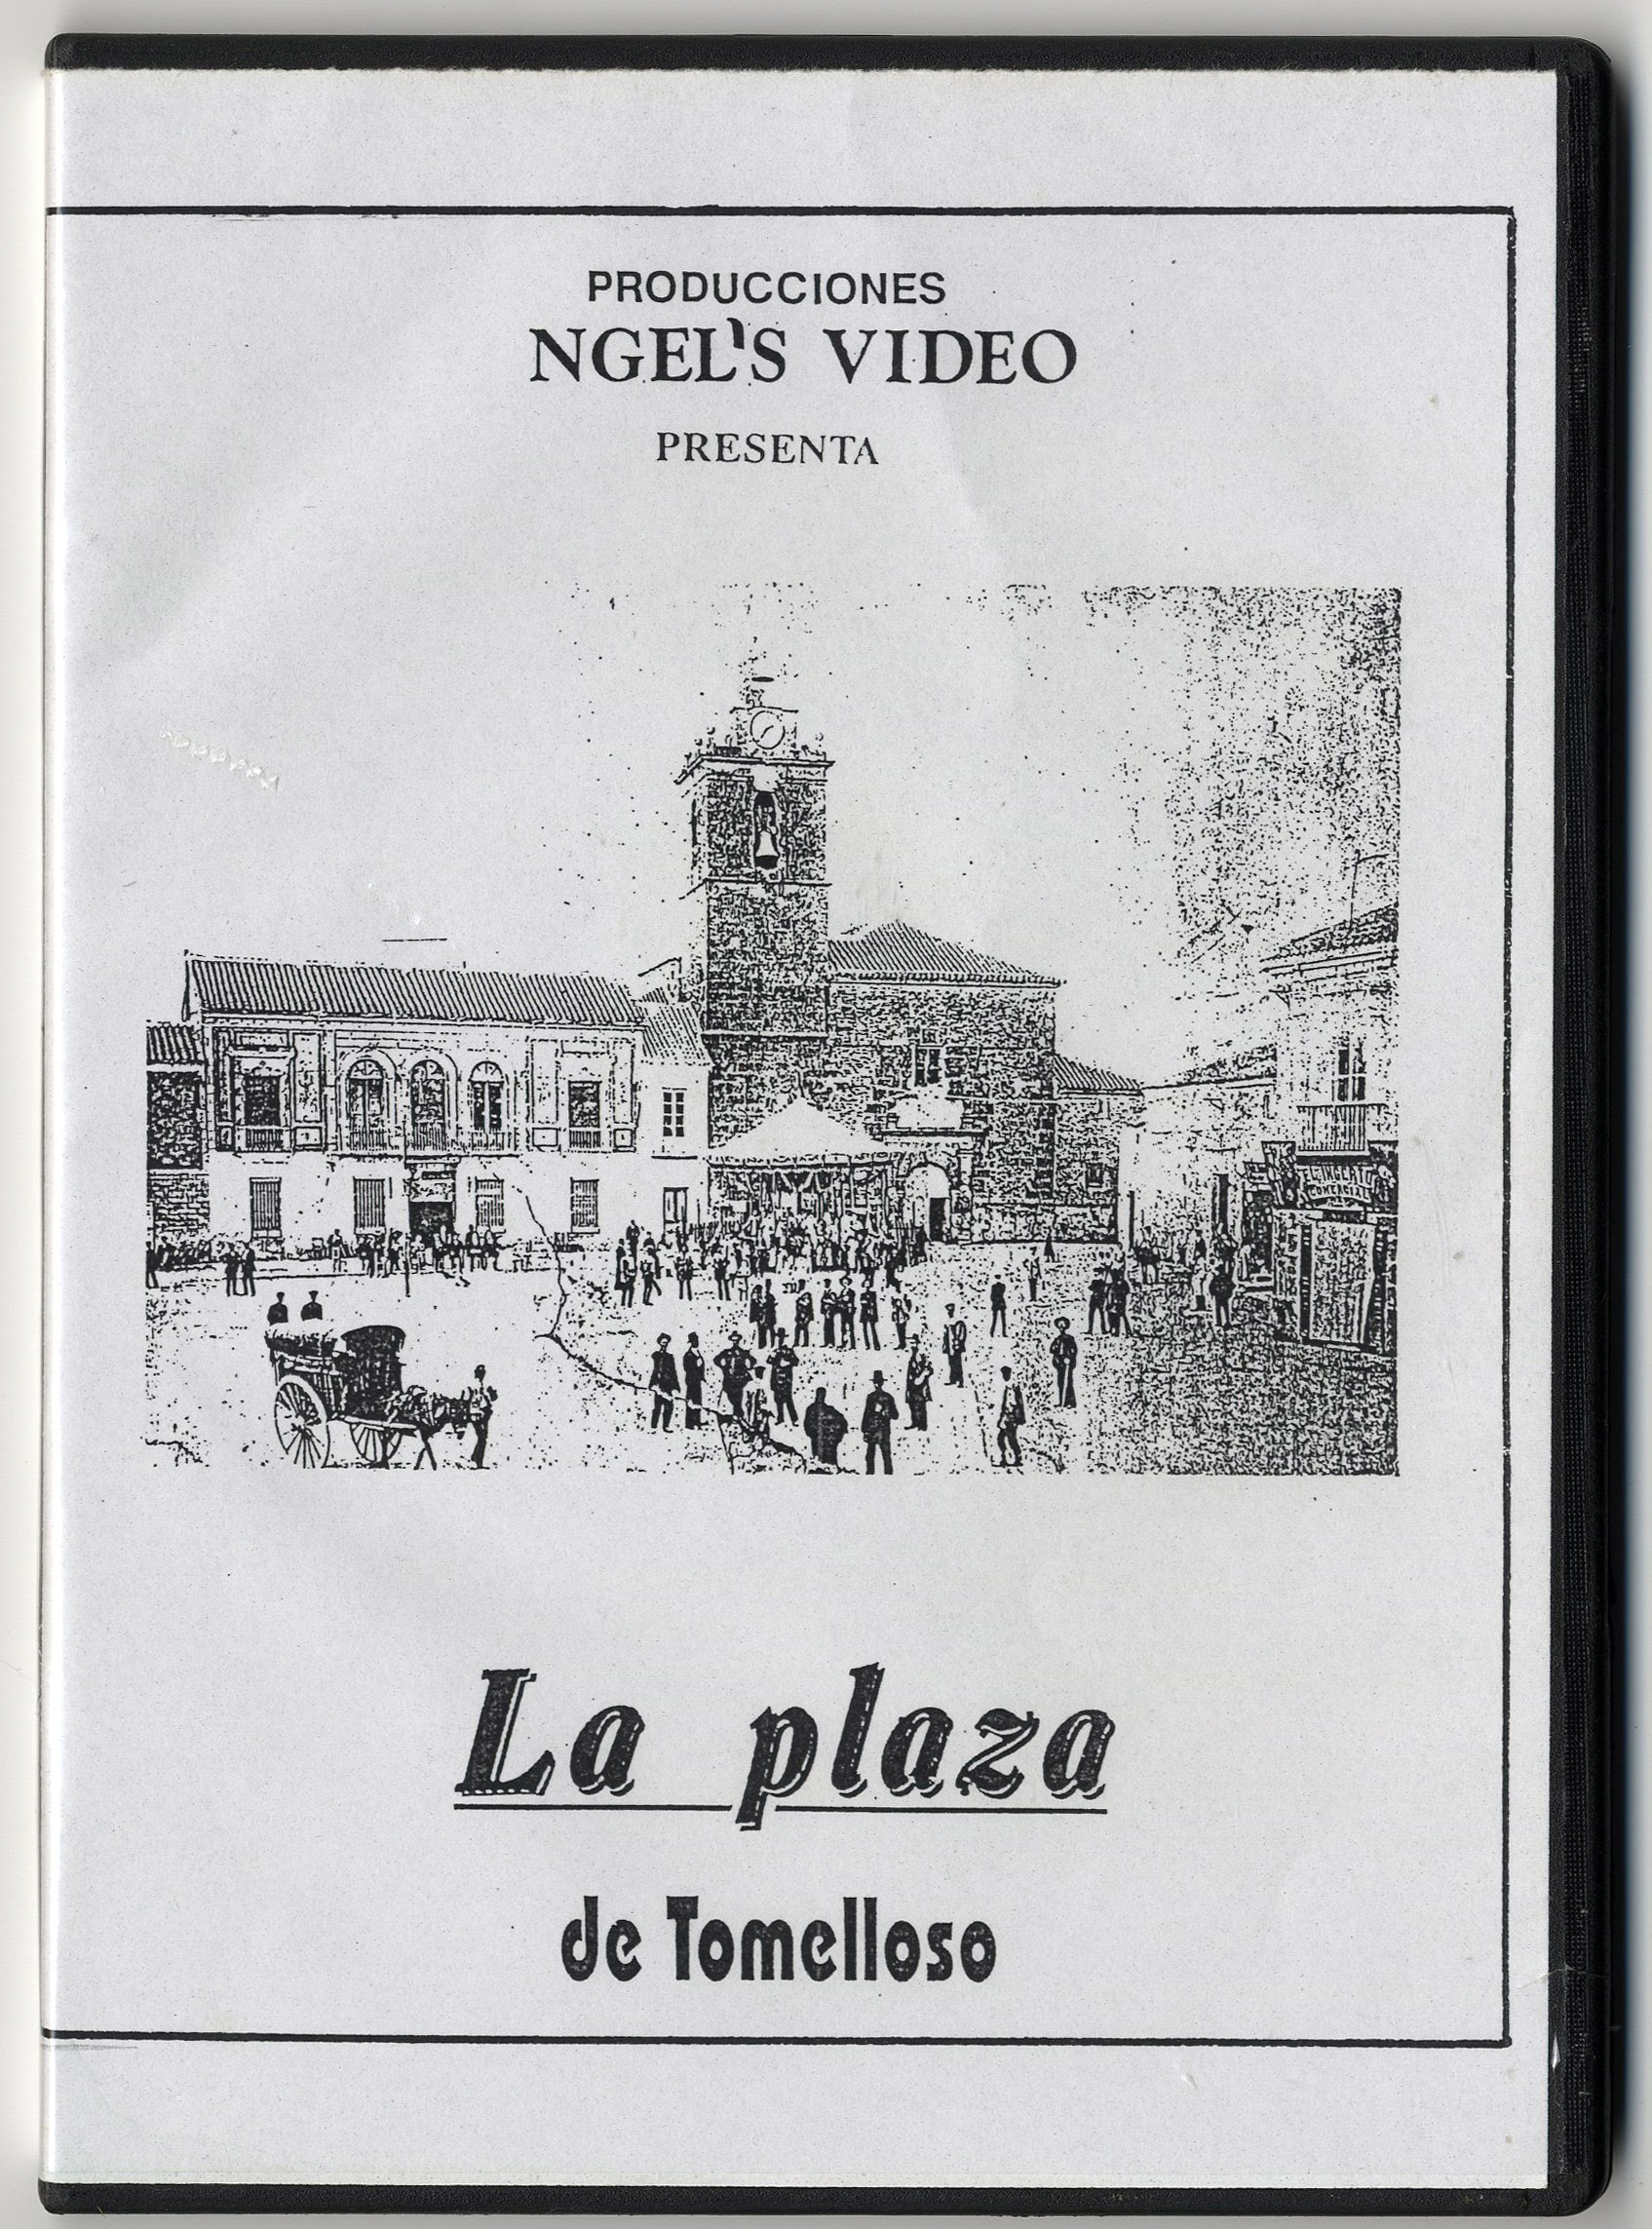 PRODUCCIONES
NGEL'S VIDEO
PRESENTA
La plaza
de Tomelloso